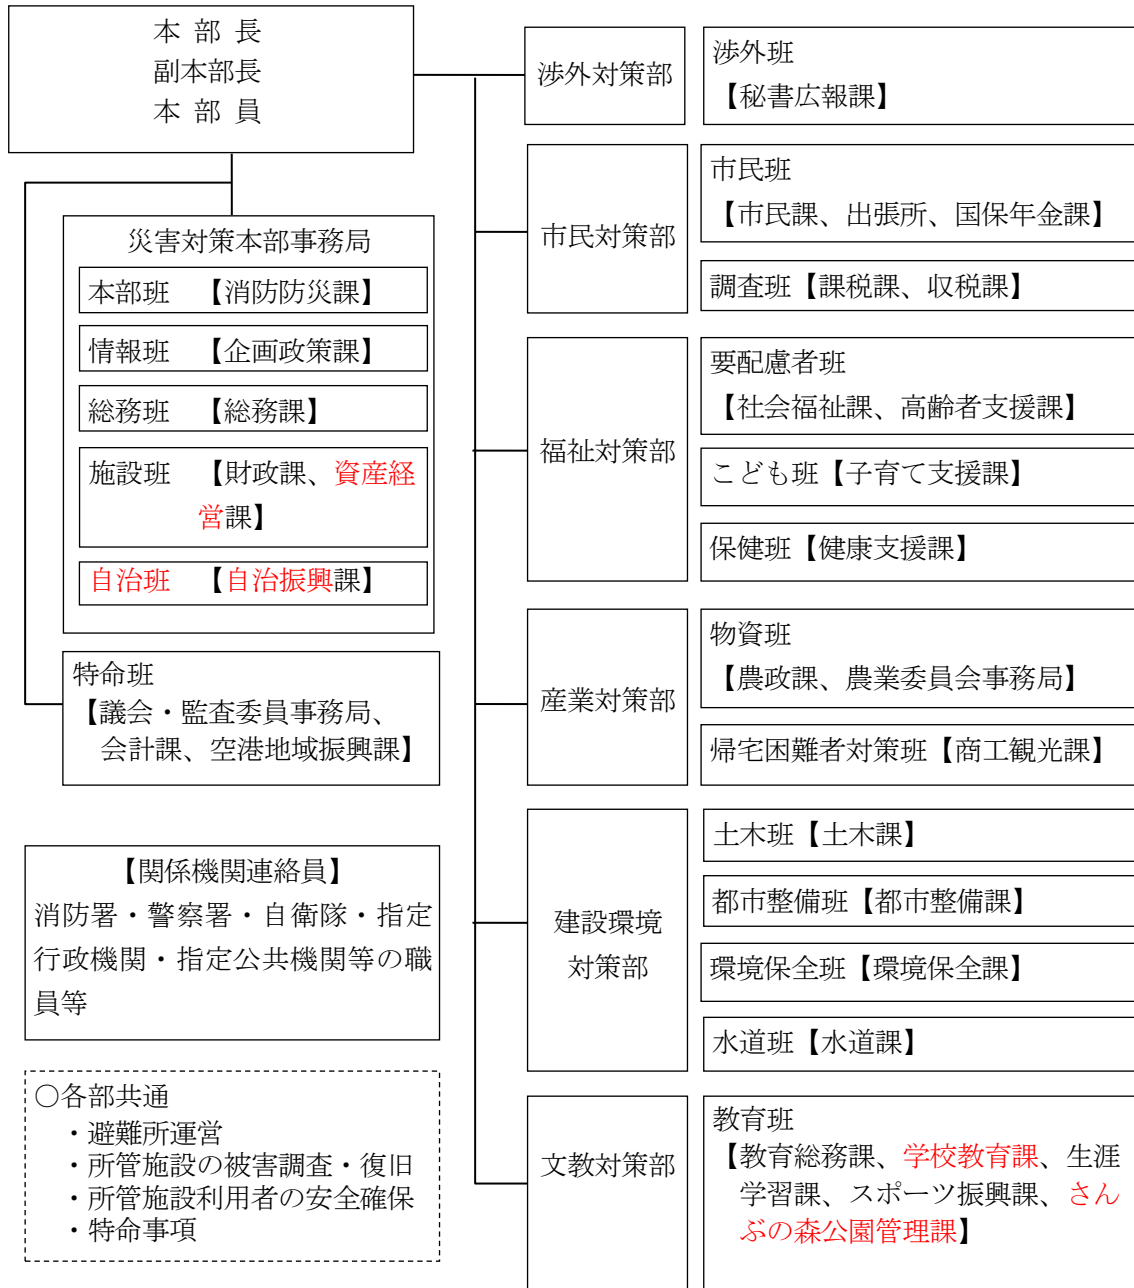 本 部 長
副本部長
本 部 員
災害対策本部事務局
本部班 【消防防災課】
情報班 【企画政策課】
総務班 【総務課】
施設班 【財政課、資産経
営課】
自治班 【自治振興課】
特命班
【議会・監査委員事務局、
会計課、空港地域振興課】
【関係機関連絡員】
消防署・警察署・自衛隊・指定
行政機関・指定公共機関等の職
員等
○各部共通
・避難所運営
・所管施設の被害調査・復旧
・所管施設利用者の安全確保
・特命事項
渉外対策部
渉外班
【秘書広報課】
市民対策部
市民班
【市民課、出張所、国保年金課】
調査班【課税課、収税課】
福祉対策部
要配慮者班
【社会福祉課、高齢者支援課】
こども班【子育て支援課】
保健班【健康支援課】
産業対策部
物資班
【農政課、農業委員会事務局】
帰宅困難者対策班【商工観光課】
建設環境
対策部
土木班【土木課】
都市整備班【都市整備課】
環境保全班【環境保全課】
水道班【水道課】
文教対策部
教育班
【教育総務課、学校教育課、生涯
学習課、スポーツ振興課、さん
ぶの森公園管理課】